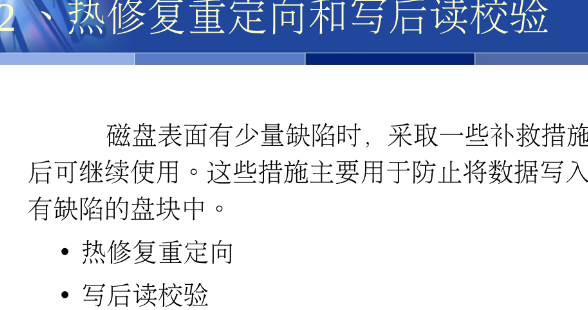 2、热修复重定向和写后读校验
磁盘表面有少量缺陷时，采取一些补救措施
后可继续使用。这些措施主要用于防止将数据写入
有缺陷的盘块中。
• 热修复重定向
• 写后读校验